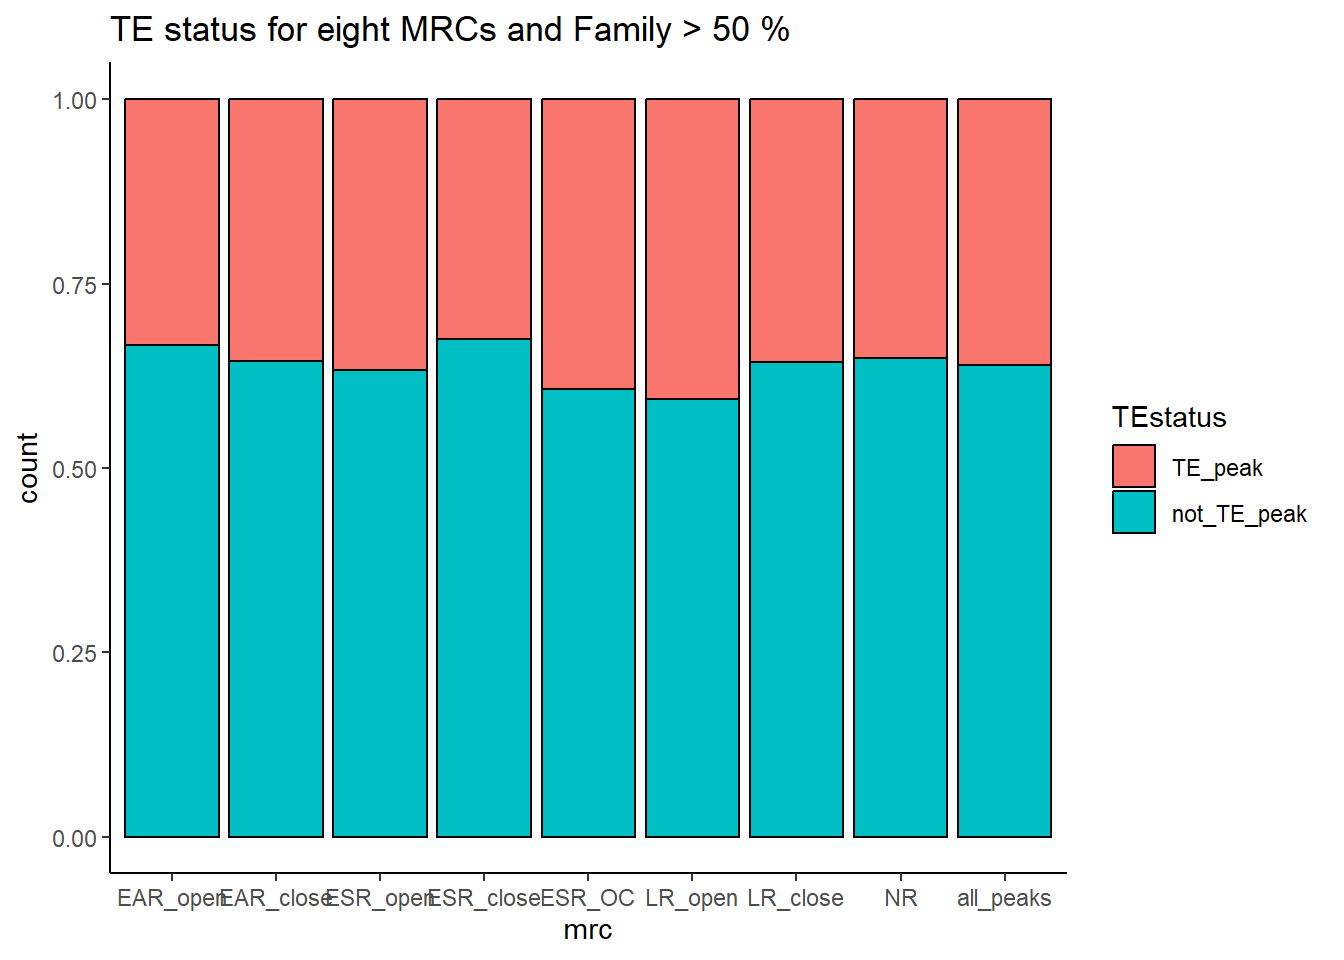 TE status for eight MRCs and Family > 50 %
count
1.00
0.75
0.50
0.25
0.00
EAR_open EAR_close ESR_open ESR_close ESR_OC LR_open LR_close NR all_peaks
mrc
TEstatus
TE_peak
not_TE_peak